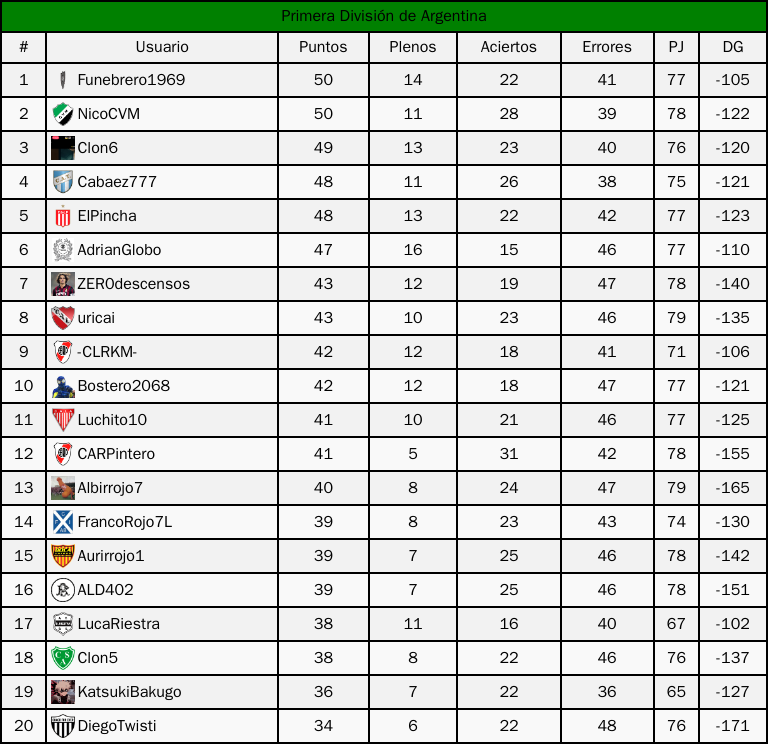 Primera División de Argentina
# Usuario Puntos Plenos Aciertos Errores PJ DG
1 Funebrero1969 50 14 22 41 77 -105
2 NicoCVM 50 11 28 39 78 -122
3 Clon6 49 13 23 40 76 -120
4 Cabaez777 48 11 26 38 75 -121
5 ElPincha 48 13 22 42 77 -123
6 AdrianGlobo 47 16 15 46 77 -110
7 ZER0descensos 43 12 19 47 78 -140
8 uricai 43 10 23 46 79 -135
9 -CLRKM- 42 12 18 41 71 -106
10 Bostero2068 42 12 18 47 77 -121
11 Luchito10 41 10 21 46 77 -125
12 CARPintero 41 5 31 42 78 -155
13 Albirrojo7 40 8 24 47 79 -165
14 FrancoRojo7L 39 8 23 43 74 -130
15 Aurirrojo1 39 7 25 46 78 -142
16 ALD402 39 7 25 46 78 -151
17 LucaRiestra 38 11 16 40 67 -102
18 Clon5 38 8 22 46 76 -137
19 KatsukiBakugo 36 7 22 36 65 -127
20 DiegoTwisti 34 6 22 48 76 -171